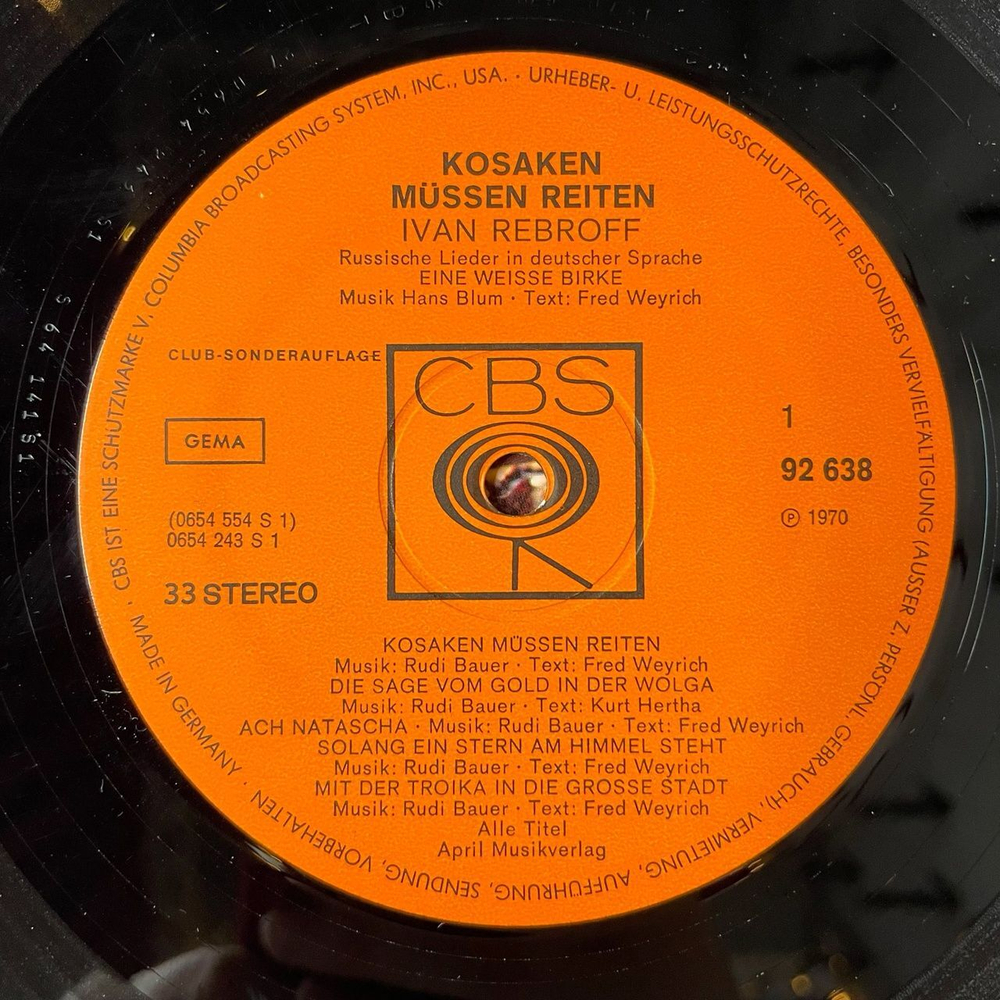 CBS IST EINE SCHUTZMARKE V. COLUMBIA BROADCASTING SYSTEM, INC., USA. · URHEBER- U. LEISTUNGSSCHUTZRECHTE, BESONDERS VERVIELFÄLTIGUNG (AUSSER Z. PERSÖNL. GEBRAUCH), VERMIETUNG, AUFFÜHRUNG, SENDUNG, VORBEHALTEN · MADE IN GERMANY ·
KOSAKEN
MÜSSEN REITEN
IVAN REBROFF
Russische Lieder in deutscher Sprache
EINE WEISSE BIRKE
Musik Hans Blum · Text: Fred Weyrich
CLUB-SONDERAUFLAGE
CBS
GEMA
1
92 638
(0654 554 S 1)
0654 243 S 1
℗ 1970
33 STEREO
KOSAKEN MÜSSEN REITEN
Musik: Rudi Bauer · Text: Fred Weyrich
DIE SAGE VOM GOLD IN DER WOLGA
Musik: Rudi Bauer · Text: Kurt Hertha
ACH NATASCHA · Musik: Rudi Bauer · Text: Fred Weyrich
SOLANG EIN STERN AM HIMMEL STEHT
Musik: Rudi Bauer · Text: Fred Weyrich
MIT DER TROIKA IN DIE GROSSE STADT
Musik: Rudi Bauer · Text: Fred Weyrich
Alle Titel
April Musikverlag